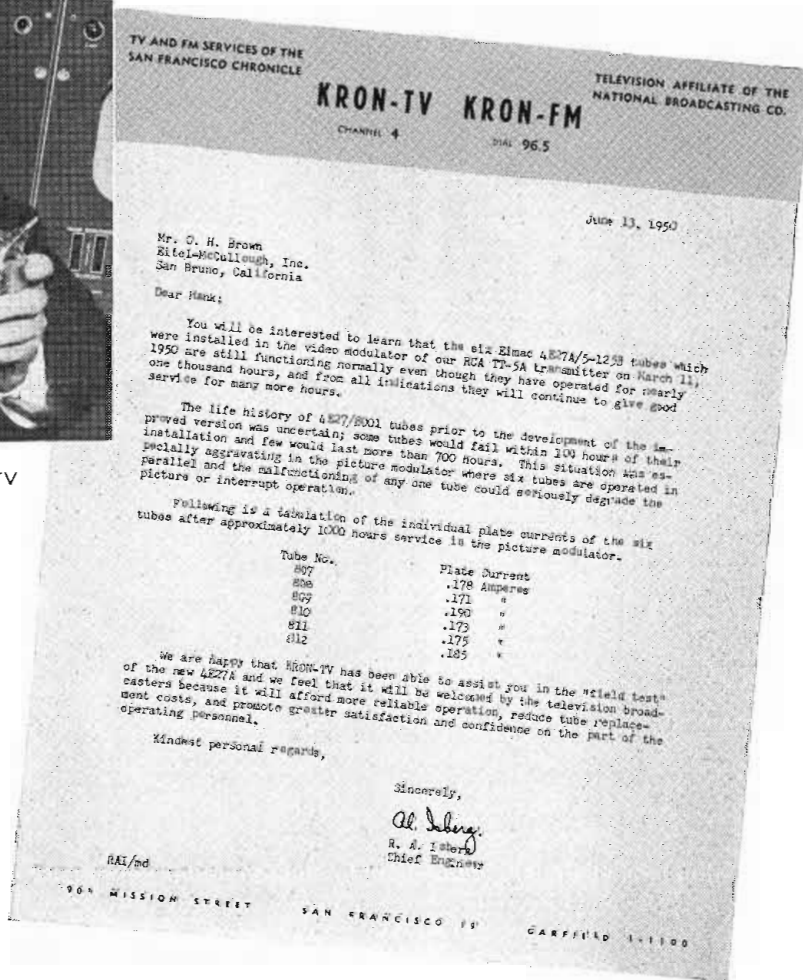 TV AND FM SERVICES OF THE
SAN FRANCISCO CHRONICLE
KRON-TV KRON-FM
CHANNEL 4
DIAL 96.5
TELEVISION AFFILIATE OF THE
NATIONAL BROADCASTING CO.
June 13, 1950
Mr. O. H. Brown
Eitel-McCullough, Inc.
San Bruno, California
Dear Hank:
You will be interested to learn that the six Eimac 4E27A/5-125B tubes which
were installed in the video modulator of our RCA TT-5A transmitter on March 11,
1950 are still functioning normally even though they have operated for nearly
one thousand hours, and from all indications they will continue to give good
service for many more hours.
The life history of 4E27/8001 tubes prior to the development of the im-
proved version was uncertain; some tubes would fail within 100 hours of their
installation and few would last more than 700 hours. This situation was es-
pecially aggravating in the picture modulator where six tubes are operated in
parallel and the malfunctioning of any one tube could seriously degrade the
picture or interrupt operation.
Following is a tabulation of the individual plate currents of the six
tubes after approximately 1000 hours service in the picture modulator.
Tube No. Plate Current
807 .178 Amperes
808 .171 "
809 .190 "
810 .173 "
811 .175 "
812 .185 "
We are happy that KRON-TV has been able to assist you in the "field test"
of the new 4E27A and we feel that it will be welcomed by the television broad-
casters because it will afford more reliable operation, reduce tube replace-
ment costs, and promote greater satisfaction and confidence on the part of the
operating personnel.
Kindest personal regards,
Sincerely,
Al Isberg.
R. A. Isberg
Chief Engineer
RAI/md
MISSION STREET SAN FRANCISCO GARFIELD 1-1100
TV